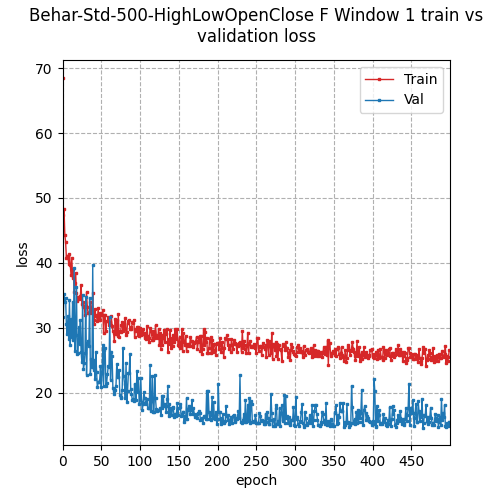 Behar-Std-500-HighLowOpenClose F Window 1 train vs
validation loss
70
60
50
40
30
20
loss
Train
Val
0 50 100 150 200 250 300 350 400 450
epoch